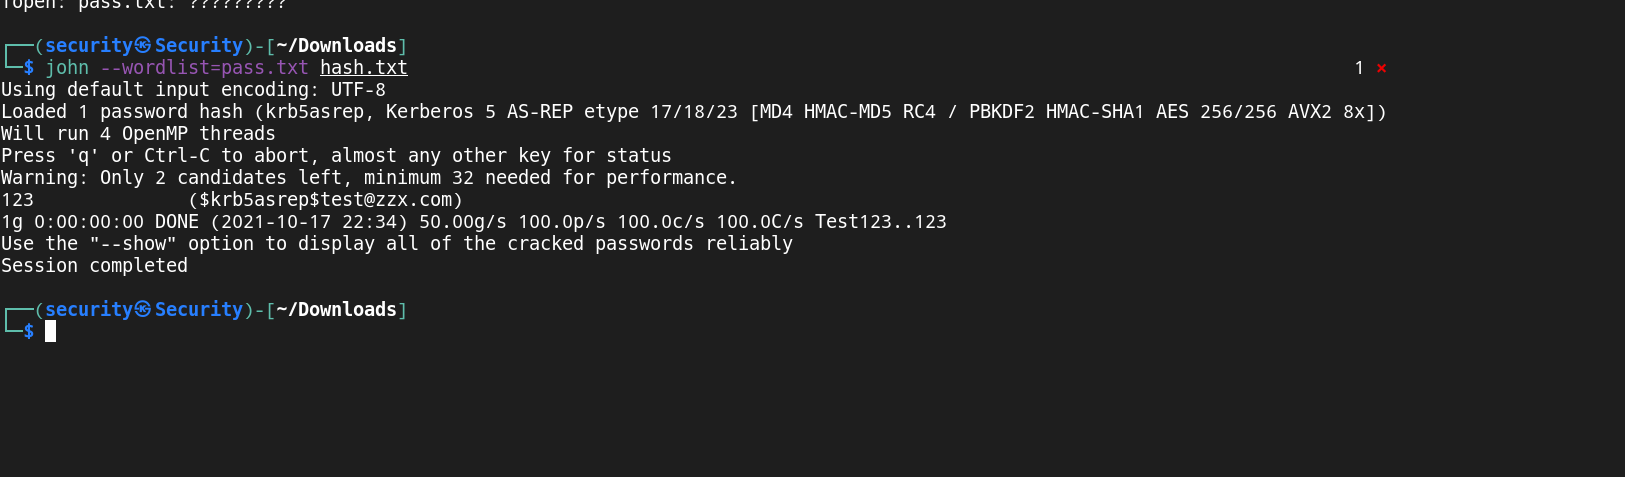 fopen: pass.txt: ?????????
┌──(security㉿Security)-[~/Downloads]
└─$ john --wordlist=pass.txt hash.txt 1 ⨯
Using default input encoding: UTF-8
Loaded 1 password hash (krb5asrep, Kerberos 5 AS-REP etype 17/18/23 [MD4 HMAC-MD5 RC4 / PBKDF2 HMAC-SHA1 AES 256/256 AVX2 8x])
Will run 4 OpenMP threads
Press 'q' or Ctrl-C to abort, almost any other key for status
Warning: Only 2 candidates left, minimum 32 needed for performance.
123              ($krb5asrep$test@zzx.com)
1g 0:00:00:00 DONE (2021-10-17 22:34) 50.00g/s 100.0p/s 100.0c/s 100.0C/s Test123..123
Use the "--show" option to display all of the cracked passwords reliably
Session completed
┌──(security㉿Security)-[~/Downloads]
└─$